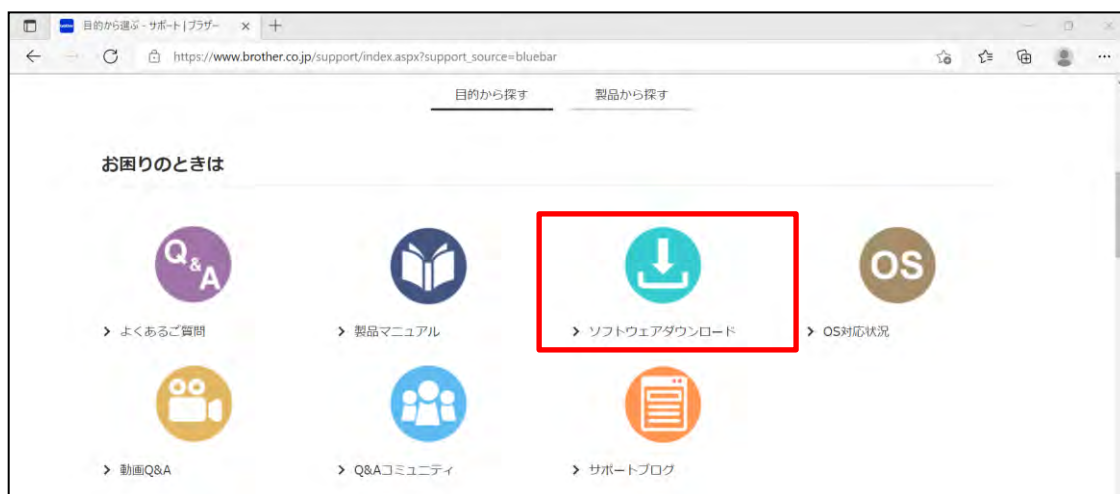 目的から選ぶ - サポート | ブラザー
https://www.brother.co.jp/support/index.aspx?support_source=bluebar
目的から探す 製品から探す
お困りのときは
Q&A
OS
よくあるご質問 製品マニュアル ソフトウェアダウンロード OS対応状況
動画Q&A Q&Aコミュニティ サポートブログ